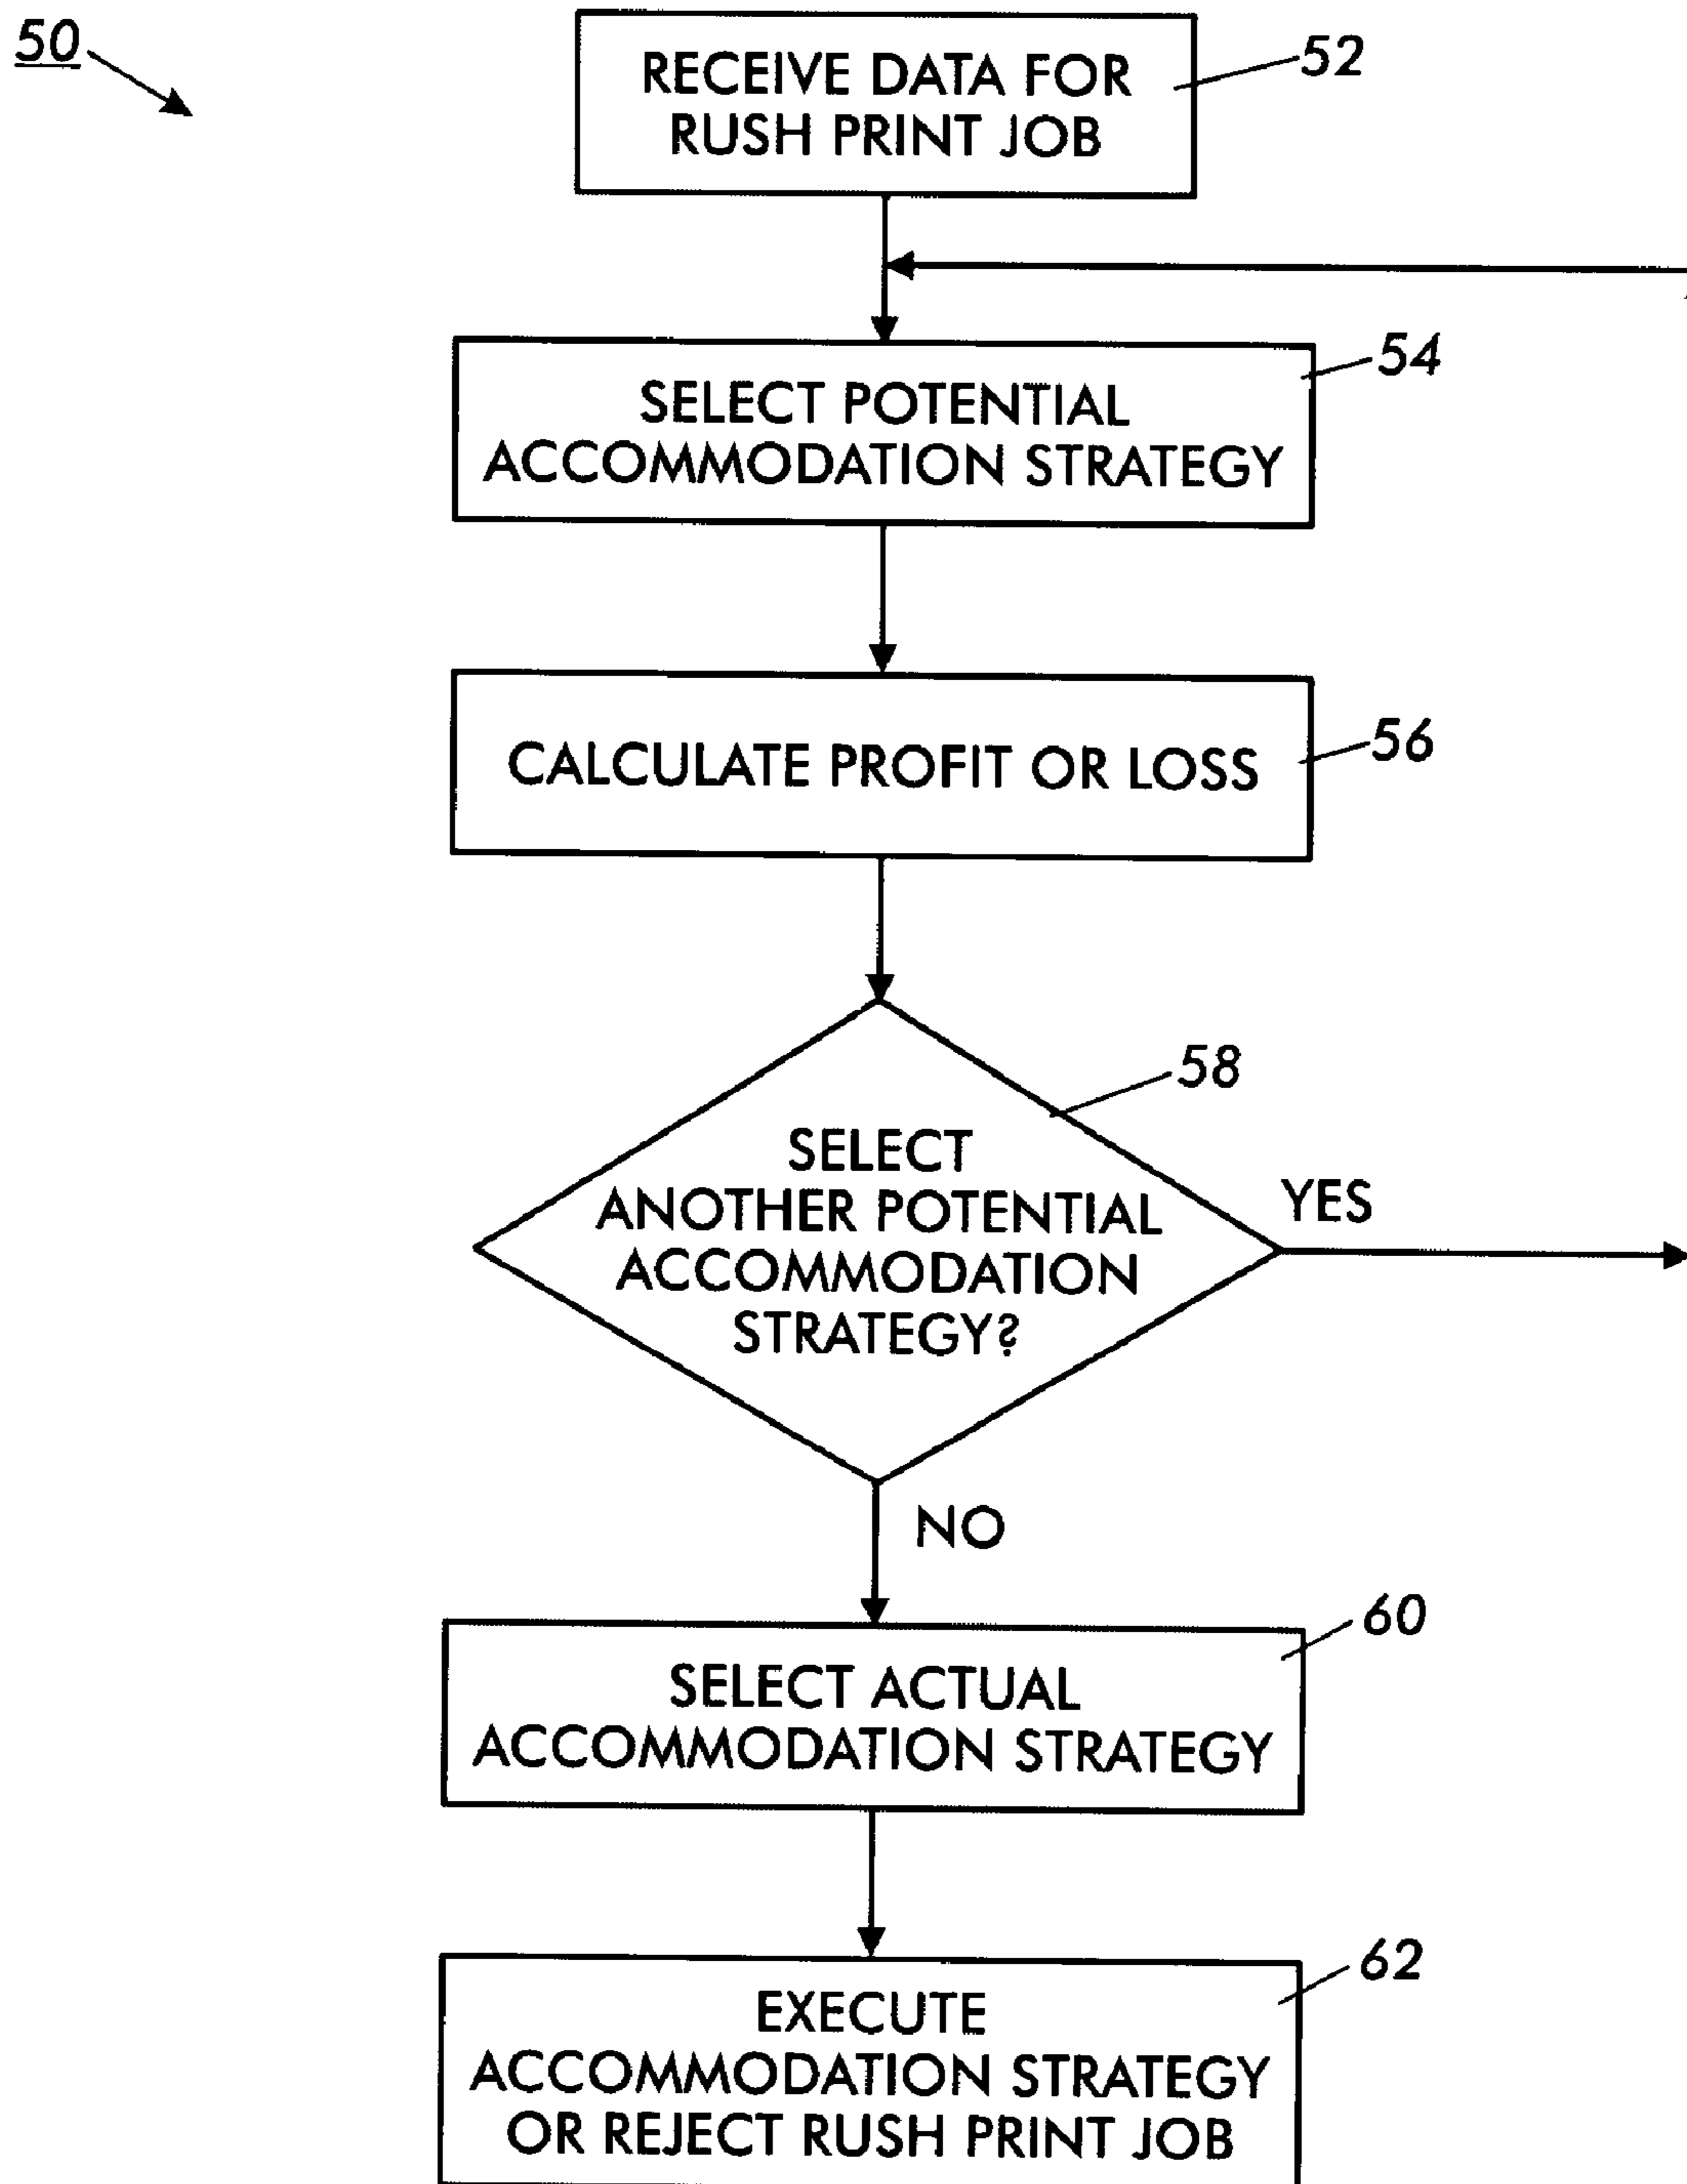 50
RECEIVE DATA FOR
RUSH PRINT JOB
52
SELECT POTENTIAL
ACCOMMODATION STRATEGY
54
CALCULATE PROFIT OR LOSS
56
58
SELECT
ANOTHER POTENTIAL
ACCOMMODATION
STRATEGY?
YES
NO
60
SELECT ACTUAL
ACCOMMODATION STRATEGY
62
EXECUTE
ACCOMMODATION STRATEGY
OR REJECT RUSH PRINT JOB